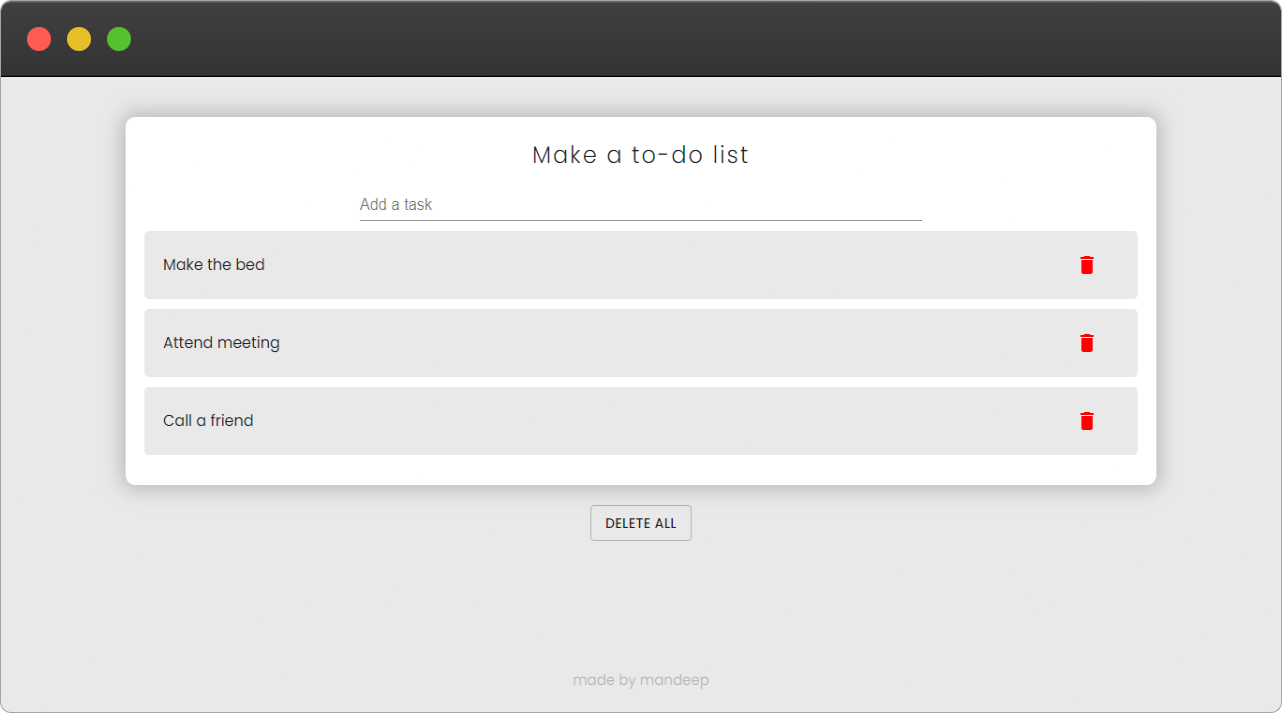 Make a to-do list
Add a task
Make the bed
Attend meeting
Call a friend
DELETE ALL
made by mandeep